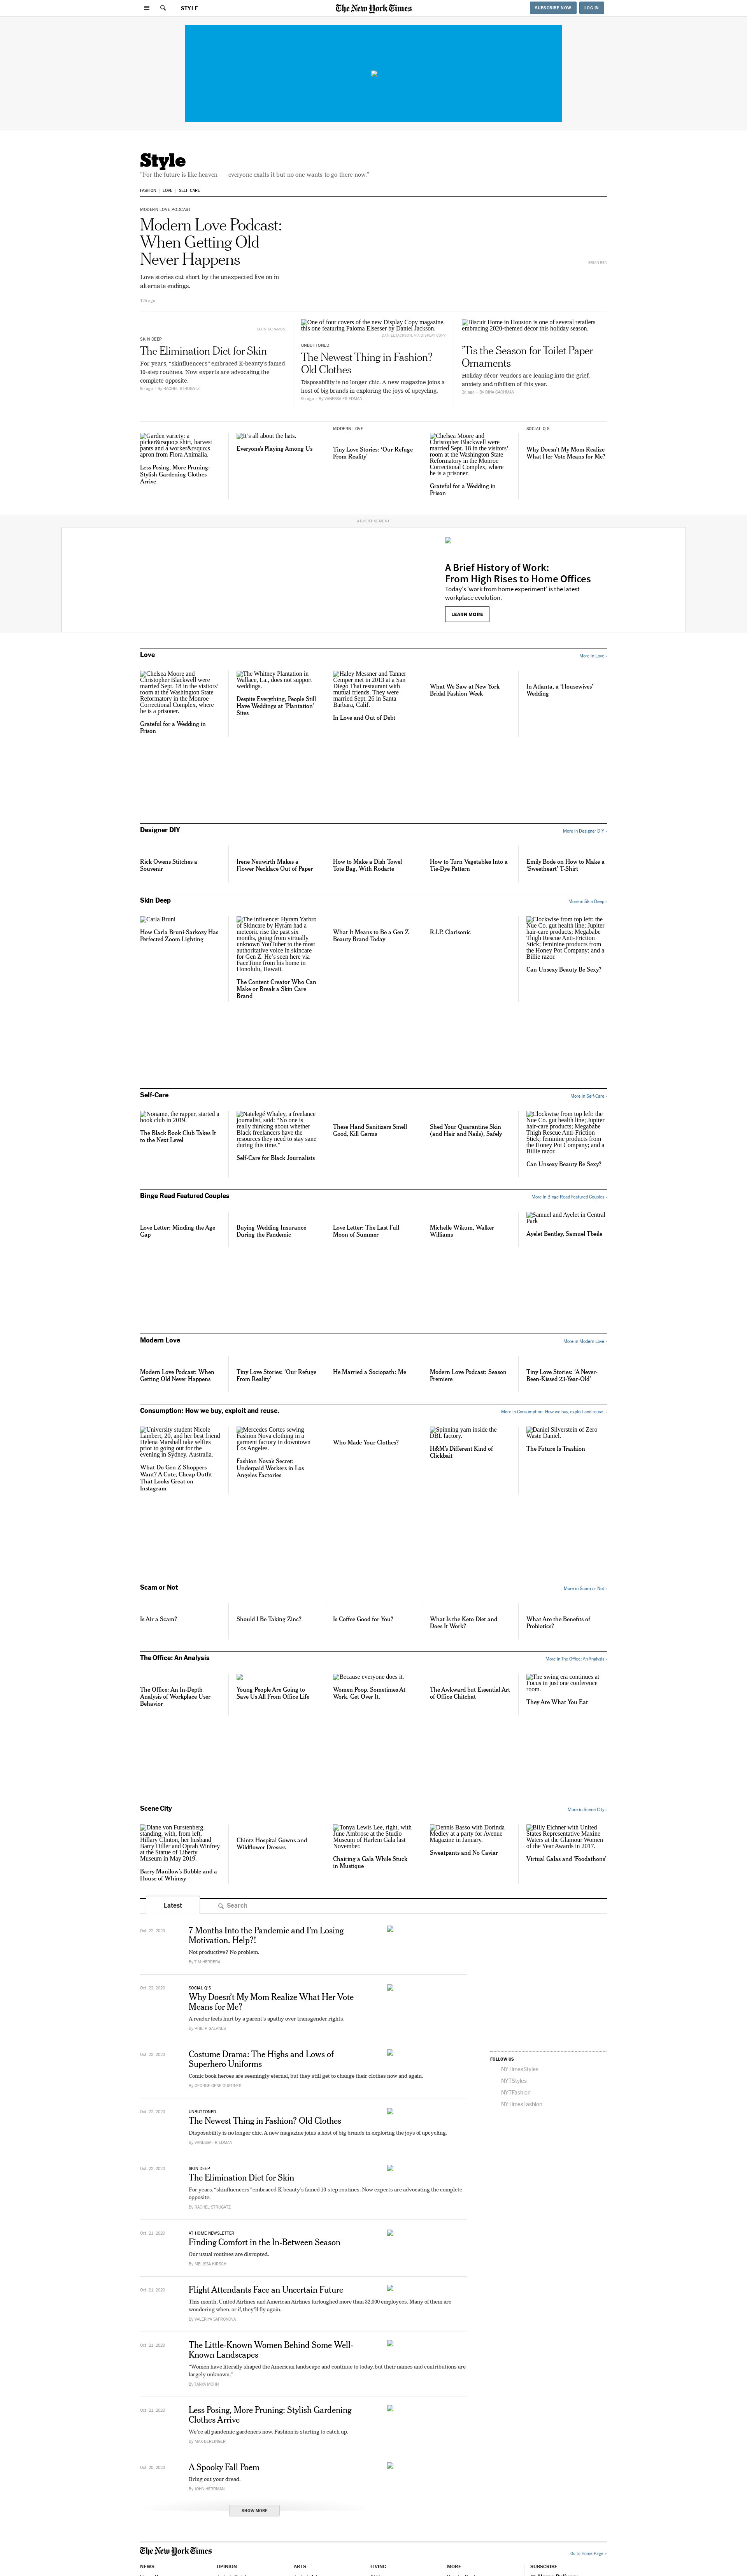 STYLE
The New York Times
SUBSCRIBE NOW
LOG IN
Style
"For the future is like heaven — everyone exalts it but no one wants to go there now."
FASHION
LOVE
SELF-CARE
MODERN LOVE PODCAST
Modern Love Podcast:
When Getting Old
Never Happens
Love stories cut short by the unexpected live on in
alternate endings.
12h ago
BRIAN REA
SKIN DEEP
The Elimination Diet for Skin
For years, "skinfluencers" embraced K-beauty's famed
10-step routines. Now experts are advocating the
complete opposite.
By RACHEL STRUGATZ
One of four covers of the new Display Copy magazine,
this one featuring Paloma Elsesser by Daniel Jackson.
DANIEL JACKSON, VIA DISPLAY COPY
UNBUTTONED
The Newest Thing in Fashion?
Old Clothes
Disposability is no longer chic. A new magazine joins a
host of big brands in exploring the joys of upcycling.
By VANESSA FRIEDMAN
Biscuit Home in Houston is one of several retailers
embracing 2020-themed décor this holiday season.
'Tis the Season for Toilet Paper
Ornaments
Holiday décor vendors are leaning into the grief,
anxiety and nihilism of this year.
By DINA GACHMAN
Garden variety: a
picker&rsquo;s shirt, harvest
pants and a worker&rsquo;s
apron from Flora Animalia.
Less Posing, More Pruning:
Stylish Gardening Clothes
Arrive
It's all about the hats.
Everyone's Playing Among Us
MODERN LOVE
Tiny Love Stories: 'Our Refuge
From Reality'
Chelsea Moore and
Christopher Blackwell were
married Sept. 18 in the visitors'
room at the Washington State
Reformatory in the Monroe
Correctional Complex, where
he is a prisoner.
Grateful for a Wedding in
Prison
SOCIAL Q'S
Why Doesn't My Mom Realize
What Her Vote Means for Me?
ADVERTISEMENT
A Brief History of Work:
From High Rises to Home Offices
Today's 'work from home experiment' is the latest
workplace evolution.
LEARN MORE
Love
More in Love ›
Chelsea Moore and
Christopher Blackwell were
married Sept. 18 in the visitors'
room at the Washington State
Reformatory in the Monroe
Correctional Complex, where
he is a prisoner.
Grateful for a Wedding in
Prison
The Whitney Plantation in
Wallace, La., does not support
weddings.
Despite Everything, People Still
Have Weddings at 'Plantation'
Sites
Haley Messner and Tanner
Comper met in 2013 at a San
Diego Thai restaurant with
mutual friends. They were
married Sept. 26 in Santa
Barbara, Calif.
In Love and Out of Debt
What We Saw at New York
Bridal Fashion Week
In Atlanta, a 'Housewives'
Wedding
Designer DIY
More in Designer DIY ›
Rick Owens Stitches a
Souvenir
Irene Neuwirth Makes a
Flower Necklace Out of Paper
How to Make a Dish Towel
Tote Bag, With Rodarte
How to Turn Vegetables Into a
Tie-Dye Pattern
Emily Bode on How to Make a
'Sweetheart' T-Shirt
Skin Deep
More in Skin Deep ›
Carla Bruni
How Carla Bruni-Sarkozy Has
Perfected Zoom Lighting
The influencer Hyram Yarbro
of Skincare by Hyram had a
meteoric rise the past six
months, going from virtually
unknown YouTuber to the most
authoritative voice in skincare
for Gen Z. He's seen here via
FaceTime from his home in
Honolulu, Hawaii.
The Content Creator Who Can
Make or Break a Skin Care
Brand
What It Means to Be a Gen Z
Beauty Brand Today
R.I.P. Clarisonic
Clockwise from top left: the
Nue Co. gut health line; Jupiter
hair-care products; Megababe
Thigh Rescue Anti-Friction
Stick; feminine products from
the Honey Pot Company; and a
Billie razor.
Can Unsexy Beauty Be Sexy?
Self-Care
More in Self-Care ›
Noname, the rapper, started a
book club in 2019.
The Black Book Club Takes It
to the Next Level
Natelegé Whaley, a freelance
journalist, said: "No one is
really thinking about whether
Black freelancers have the
resources they need to stay sane
during this time."
Self-Care for Black Journalists
These Hand Sanitizers Smell
Good, Kill Germs
Shed Your Quarantine Skin
(and Hair and Nails), Safely
Clockwise from top left: the
Nue Co. gut health line; Jupiter
hair-care products; Megababe
Thigh Rescue Anti-Friction
Stick; feminine products from
the Honey Pot Company; and a
Billie razor.
Can Unsexy Beauty Be Sexy?
Binge Read Featured Couples
More in Binge Read Featured Couples ›
Love Letter: Minding the Age
Gap
Buying Wedding Insurance
During the Pandemic
Love Letter: The Last Full
Moon of Summer
Michelle Wikum, Walker
Williams
Samuel and Ayelet in Central
Park
Ayelet Bentley, Samuel Tbeile
Modern Love
More in Modern Love ›
Modern Love Podcast: When
Getting Old Never Happens
Tiny Love Stories: 'Our Refuge
From Reality'
He Married a Sociopath: Me
Modern Love Podcast: Season
Premiere
Tiny Love Stories: 'A Never-
Been-Kissed 23-Year-Old'
Consumption: How we buy, exploit and reuse.
More in Consumption: How we buy, exploit and reuse. ›
University student Nicole
Lambert, 20, and her best friend
Helena Marshall take selfies
prior to going out for the
evening in Sydney, Australia.
What Do Gen Z Shoppers
Want? A Cute, Cheap Outfit
That Looks Great on
Instagram
Mercedes Cortes sewing
Fashion Nova clothing in a
garment factory in downtown
Los Angeles.
Fashion Nova's Secret:
Underpaid Workers in Los
Angeles Factories
Who Made Your Clothes?
Spinning yarn inside the
DBL factory.
H&M's Different Kind of
Clickbait
Daniel Silverstein of Zero
Waste Daniel.
The Future Is Trashion
Scam or Not
More in Scam or Not ›
Is Air a Scam?
Should I Be Taking Zinc?
Is Coffee Good for You?
What Is the Keto Diet and
Does It Work?
What Are the Benefits of
Probiotics?
The Office: An Analysis
More in The Office: An Analysis ›
The Office: An In-Depth
Analysis of Workplace User
Behavior
Young People Are Going to
Save Us All From Office Life
Because everyone does it.
Women Poop. Sometimes At
Work. Get Over It.
The Awkward but Essential Art
of Office Chitchat
The swing era continues at
Focus in just one conference
room.
They Are What You Eat
Scene City
More in Scene City ›
Diane von Furstenberg,
standing, with, from left,
Hillary Clinton, her husband
Barry Diller and Oprah Winfrey
at the Statue of Liberty
Museum in May 2019.
Barry Manilow's Bubble and a
House of Whimsy
Chintz Hospital Gowns and
Wildflower Dresses
Tonya Lewis Lee, right, with
June Ambrose at the Studio
Museum of Harlem Gala last
November.
Chairing a Gala While Stuck
in Mustique
Dennis Basso with Dorinda
Medley at a party for Avenue
Magazine in January.
Sweatpants and No Caviar
Billy Eichner with United
States Representative Maxine
Waters at the Glamour Women
of the Year Awards in 2017.
Virtual Galas and 'Foodathons'
Latest
Search
Oct. 22, 2020
7 Months Into the Pandemic and I'm Losing
Motivation. Help?!
Not productive? No problem.
By TIM HERRERA
Oct. 22, 2020
SOCIAL Q'S
Why Doesn't My Mom Realize What Her Vote
Means for Me?
A reader feels hurt by a parent's apathy over transgender rights.
By PHILIP GALANES
Oct. 22, 2020
Costume Drama: The Highs and Lows of
Superhero Uniforms
Comic book heroes are seemingly eternal, but they still get to change their clothes now and again.
By GEORGE GENE GUSTINES
Oct. 22, 2020
UNBUTTONED
The Newest Thing in Fashion? Old Clothes
Disposability is no longer chic. A new magazine joins a host of big brands in exploring the joys of upcycling.
By VANESSA FRIEDMAN
Oct. 22, 2020
SKIN DEEP
The Elimination Diet for Skin
For years, "skinfluencers" embraced K-beauty's famed 10-step routines. Now experts are advocating the complete
opposite.
By RACHEL STRUGATZ
Oct. 21, 2020
AT HOME NEWSLETTER
Finding Comfort in the In-Between Season
Our usual routines are disrupted.
By MELISSA KIRSCH
Oct. 21, 2020
Flight Attendants Face an Uncertain Future
This month, United Airlines and American Airlines furloughed more than 32,000 employees. Many of them are
wondering when, or if, they'll fly again.
By VALERIYA SAFRONOVA
Oct. 21, 2020
The Little-Known Women Behind Some Well-
Known Landscapes
"Women have literally shaped the American landscape and continue to today, but their names and contributions are
largely unknown."
By TANYA MOHN
Oct. 21, 2020
Less Posing, More Pruning: Stylish Gardening
Clothes Arrive
We're all pandemic gardeners now. Fashion is starting to catch up.
By MAX BERLINGER
Oct. 20, 2020
A Spooky Fall Poem
Bring out your dread.
By JOHN HERRMAN
SHOW MORE
FOLLOW US
NYTimesStyles
NYTStyles
NYTFashion
NYTimesFashion
The New York Times
Go to Home Page »
NEWS
OPINION
ARTS
LIVING
MORE
SUBSCRIBE